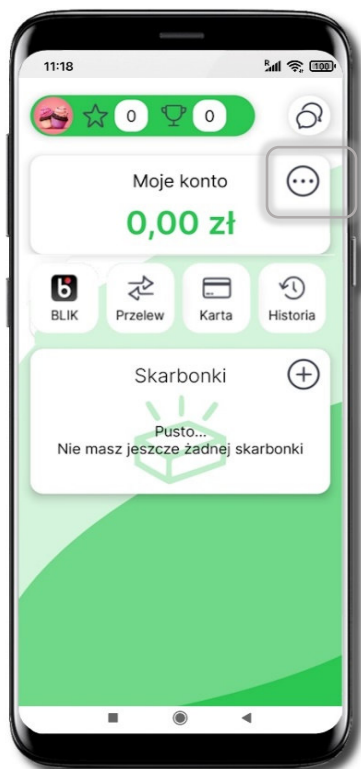 11:18
R
100
0
0
Moje konto
0,00 zł
BLIK
Przelew
Karta
Historia
Skarbonki
Pusto...
Nie masz jeszcze żadnej skarbonki